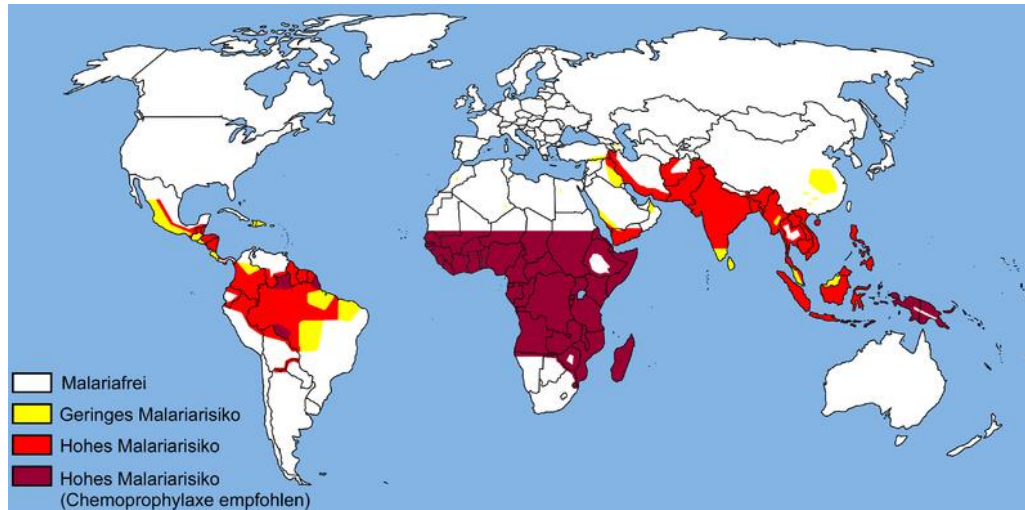 Malariafrei
Geringes Malariarisiko
Hohes Malariarisiko
Hohes Malariarisiko
(Chemoprophylaxe empfohlen)